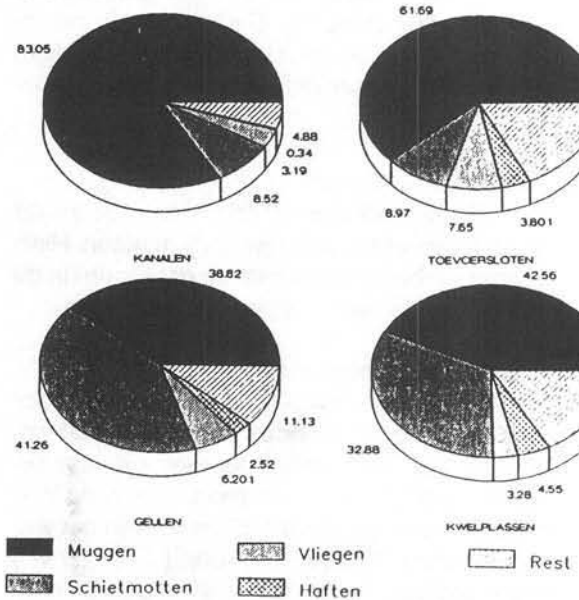 83.05
4.88
0.34
3.19
8.52
KANALEN
61.69
8.97
7.65
3.801
TOEVOERSLOTEN
38.82
11.13
2.52
6.201
41.26
GEULEN
42.56
4.55
3.28
32.88
KWELPLASSEN
Muggen
Vliegen
Rest
Schietmotten
Haften